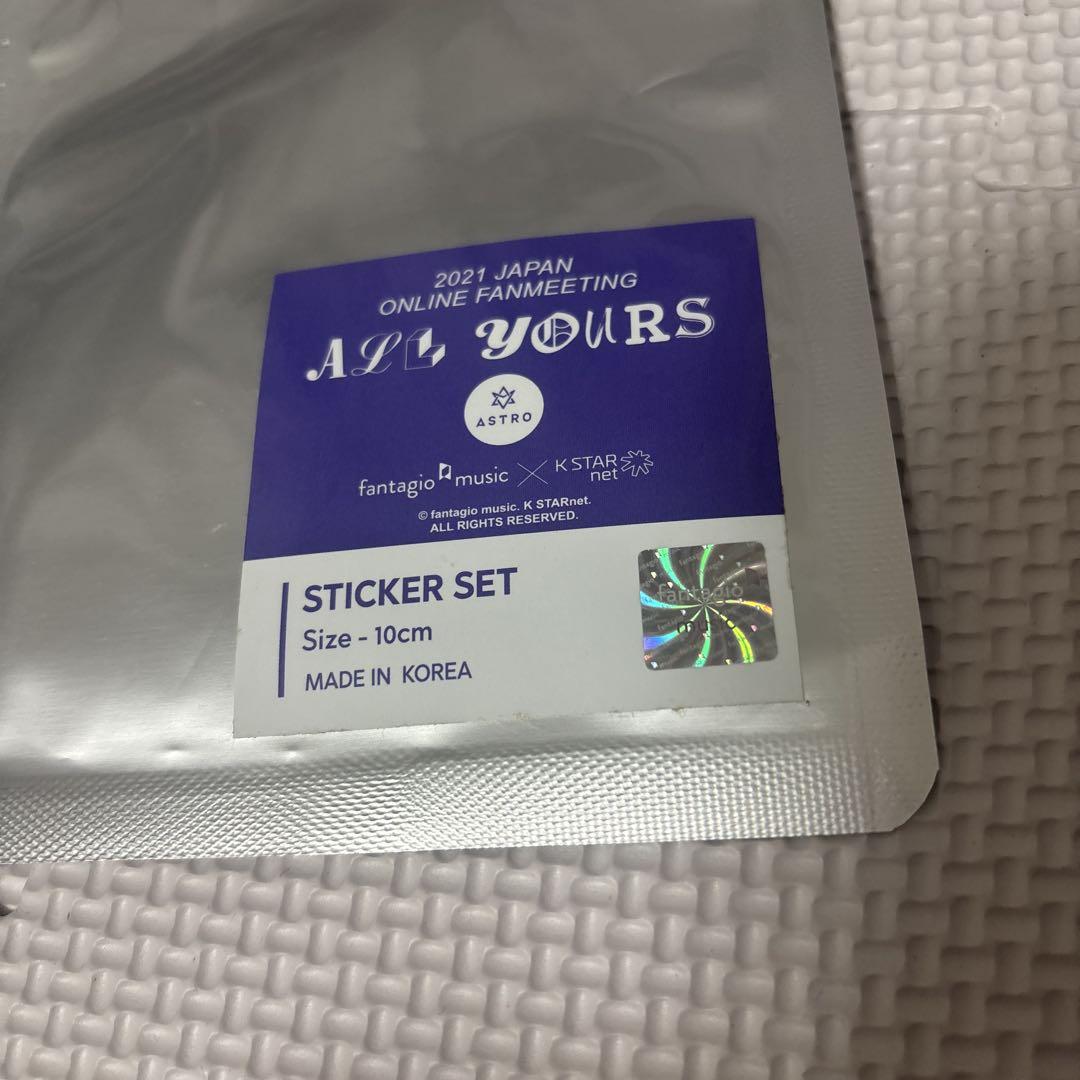 2021 JAPAN
ONLINE FANMEETING
ALL YOURS
ASTRO
fantagio music × K STAR net
© fantagio music. K STARnet.
ALL RIGHTS RESERVED.
STICKER SET
Size - 10cm
MADE IN KOREA
fantagio